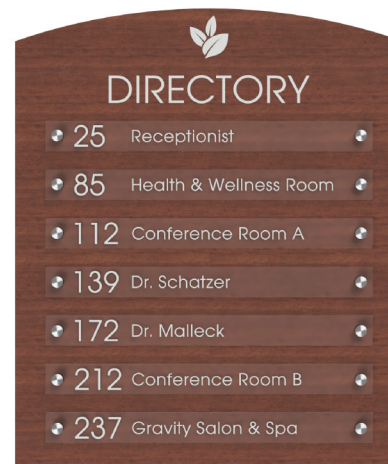 DIRECTORY
25 Receptionist
85 Health & Wellness Room
112 Conference Room A
139 Dr. Schatzer
172 Dr. Malleck
212 Conference Room B
237 Gravity Salon & Spa